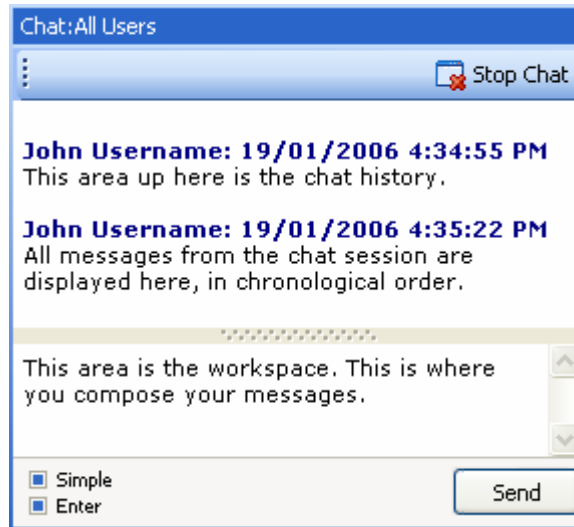 Chat:All Users
Stop Chat
John Username: 19/01/2006 4:34:55 PM
This area up here is the chat history.
John Username: 19/01/2006 4:35:22 PM
All messages from the chat session are
displayed here, in chronological order.
This area is the workspace. This is where
you compose your messages.
Simple
Enter
Send